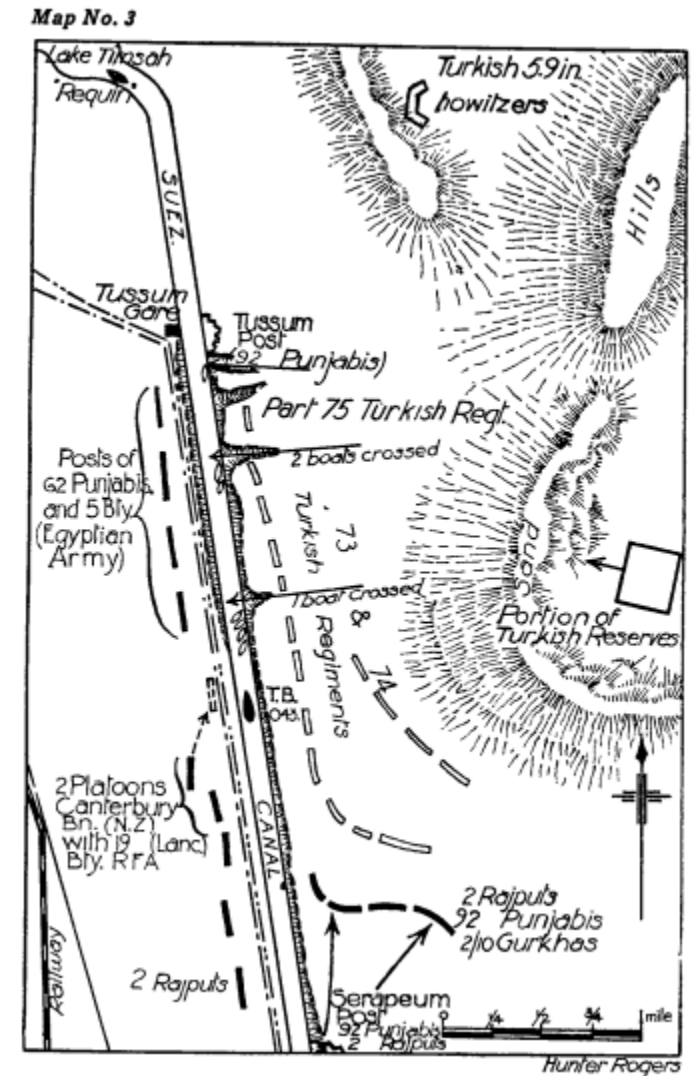 Map No. 3
Lake Timsah
Requin
Turkish 5.9 in.
howitzers
Hills
SUEZ.
Tussum
Gare
Tussum
Post
(92
Punjabis)
Part 75 Turkish Regt.
2 boats crossed
Posts of
62 Punjabis
and 5 Bty.
(Egyptian
Army)
73
&
74
Turkish
Regiments
1 boat crossed
Sand
Portion of
Turkish Reserves
T.B.
043.
2 Platoons
Canterbury
Bn. (N.Z.)
with 19 (Lanc.)
Bty. R.F.A.
CANAL
2 Rajputs
92 Punjabis
2/10 Gurkhas
Railway
2 Rajputs
Serapeum
Post
92 Punjabis
2 Rajputs
0 1/4 1/2 3/4 1 mile
Hunter Rogers